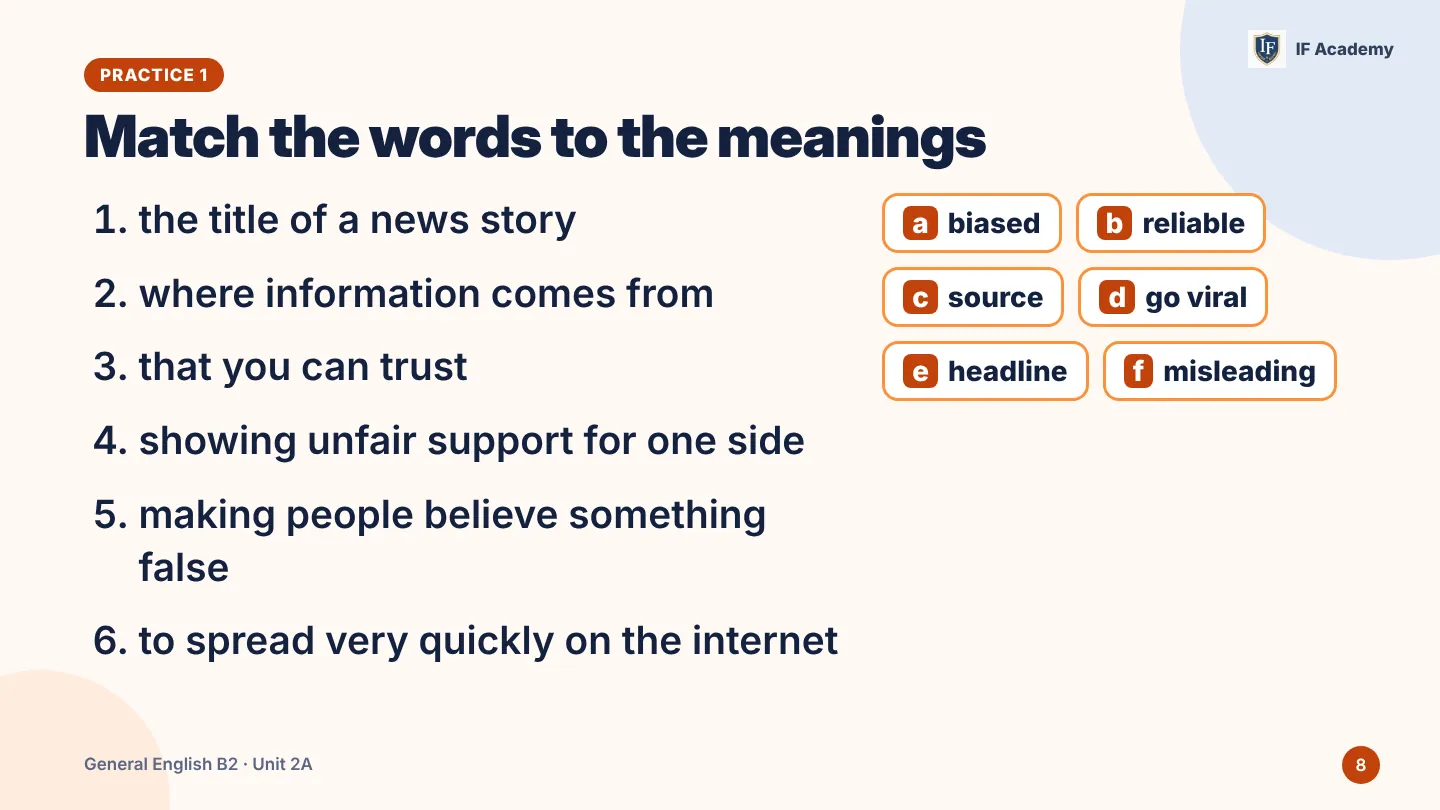 IF
IF Academy
PRACTICE 1
Match the words to the meanings
1. the title of a news story
2. where information comes from
3. that you can trust
4. showing unfair support for one side
5. making people believe something
false
6. to spread very quickly on the internet
a biased
b reliable
c source
d go viral
e headline
f misleading
General English B2 · Unit 2A
8